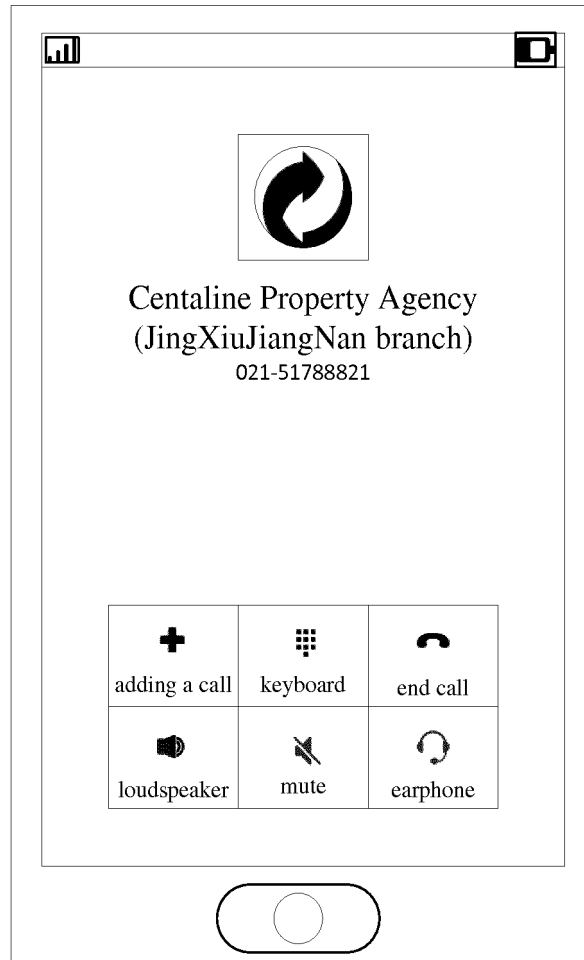 Centaline Property Agency
(JingXiuJiangNan branch)
021-51788821
adding a call
keyboard
end call
loudspeaker
mute
earphone